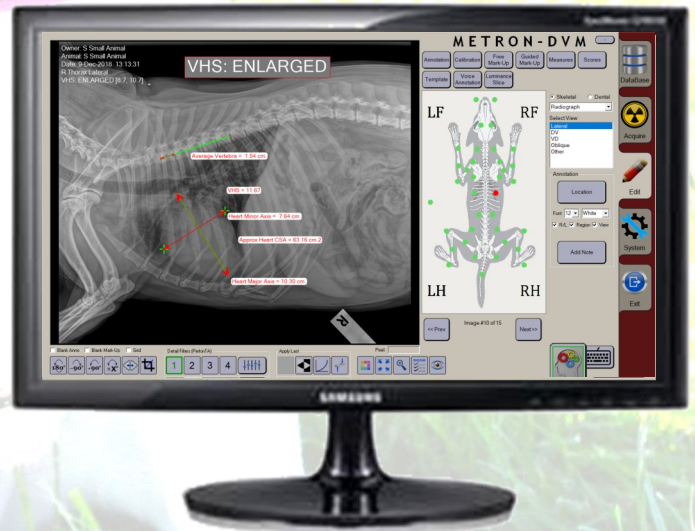 METRON-DVM
Owner: S Small Animal
Animal: S Small Animal
Date: 9-Dec-2018 13:13:31
R Thorax Lateral
VHS: ENLARGED [8.7, 10.7]
VHS: ENLARGED
Average Vertebra = 1.54 cm
VHS = 11.67
Heart Minor Axis = 7.64 cm
Approx Heart CSA = 63.16 cm 2
Heart Major Axis = 10.30 cm
R
Annotation
Calibration
Free Mark-Up
Guided Mark-Up
Measures
Scores
Template
Voice Annotation
Luminance Slice
LF
RF
LH
RH
Skeletal
Dental
Radiograph
Select View
Lateral
DV
VD
Oblique
Other
Annotation
Location
Font
12
White
R/L
Region
View
Add Note
<< Prev
Image #10 of 15
Next >>
DataBase
Acquire
Edit
System
Exit
Blank Anno
Blank Mark-Up
Grid
Detail Filters (Perio/TA)
Apply Last
Pixel
180°
-90°
-90°
X
1
2
3
4
SAMSUNG